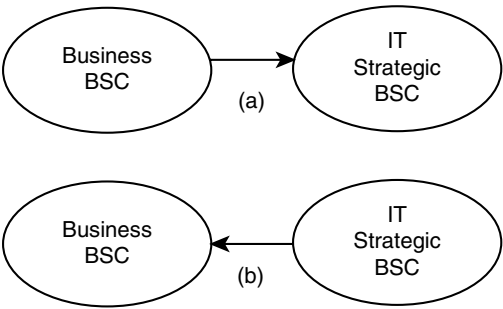 Business
BSC
IT
Strategic
BSC
(a)
Business
BSC
IT
Strategic
BSC
(b)